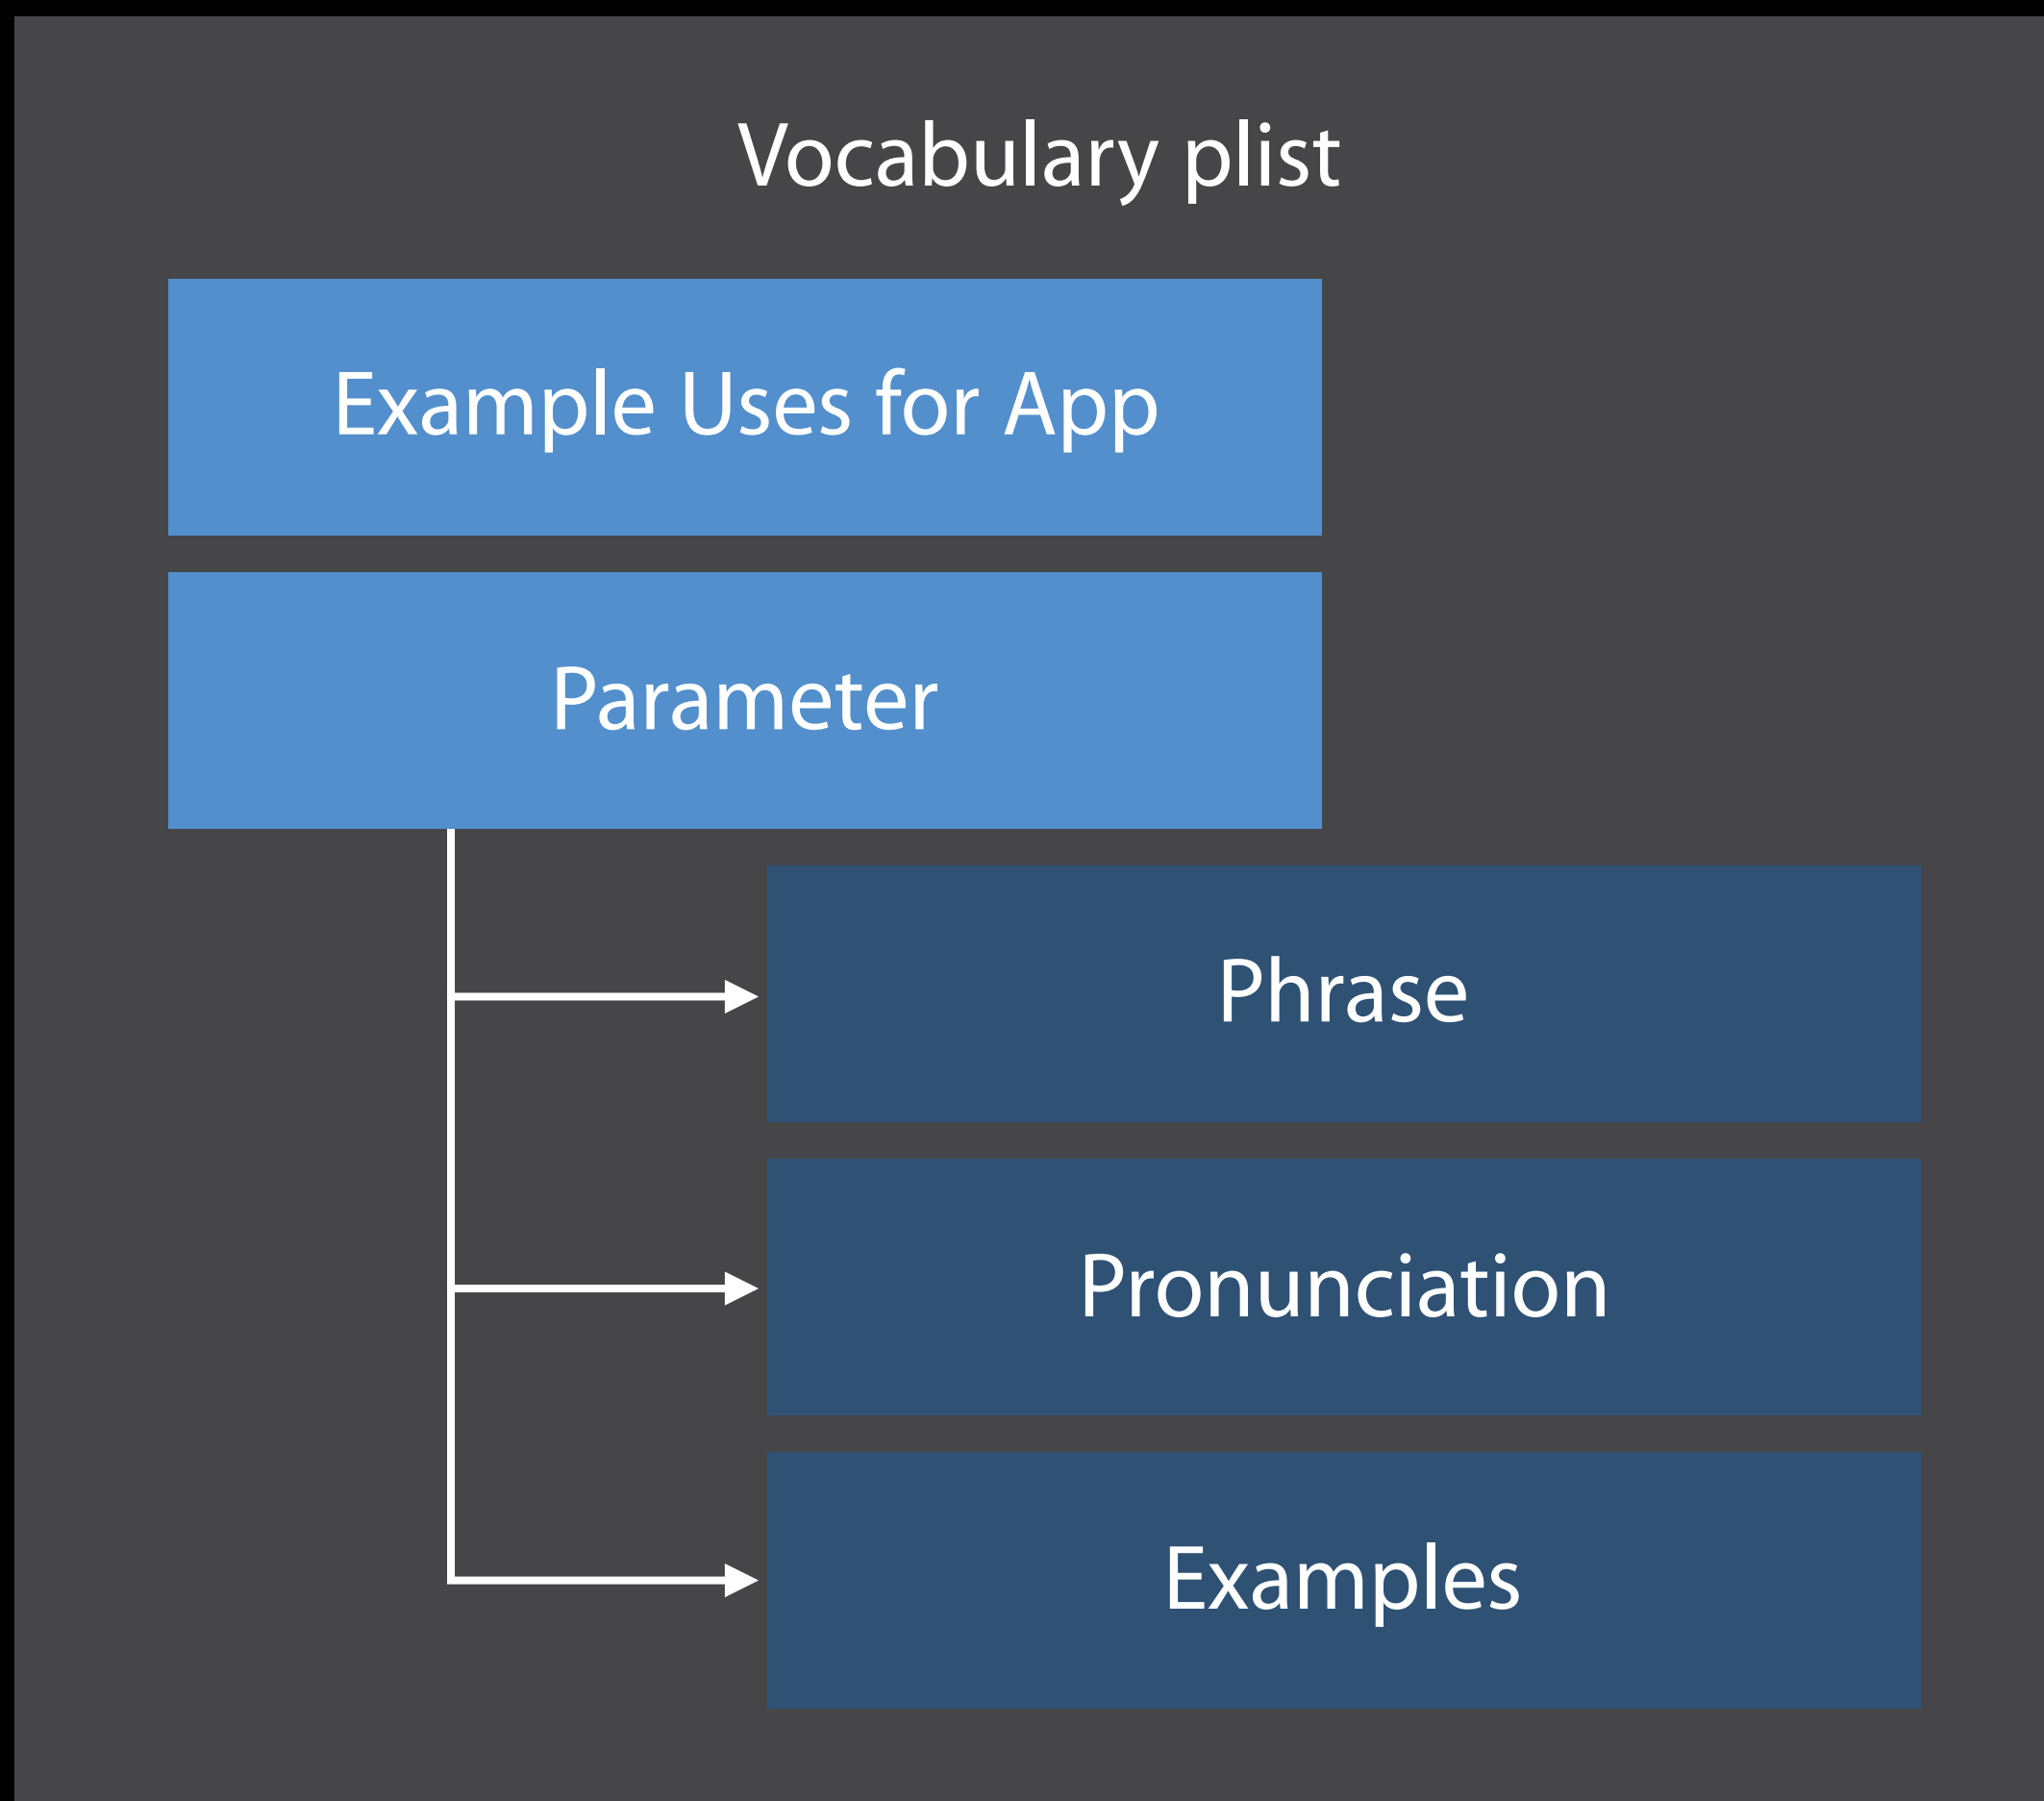 Vocabulary plist
Example Uses for App
Parameter
Phrase
Pronunciation
Examples